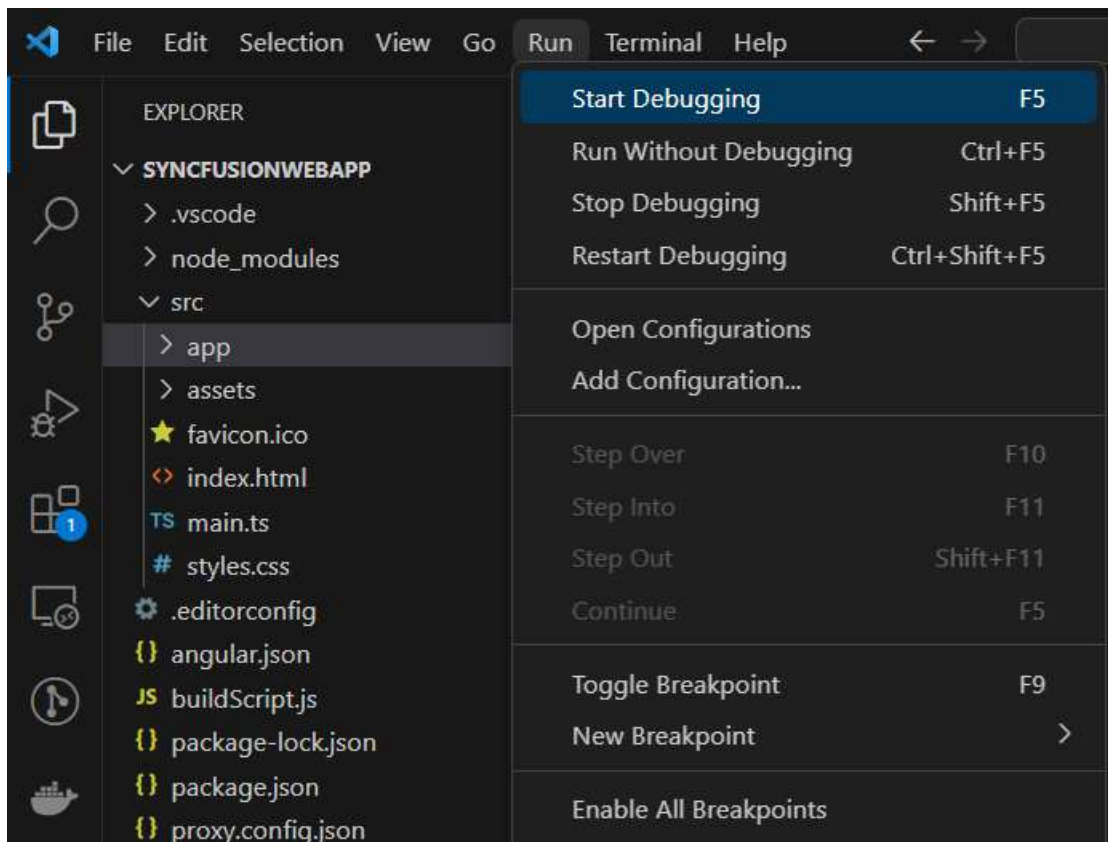 File Edit Selection View Go Run Terminal Help
EXPLORER
SYNCFUSIONWEBAPP
.vscode
node_modules
src
app
assets
favicon.ico
index.html
TS main.ts
# styles.css
.editorconfig
{} angular.json
JS buildScript.js
{} package-lock.json
{} package.json
{} proxy.config.json
1
Start Debugging F5
Run Without Debugging Ctrl+F5
Stop Debugging Shift+F5
Restart Debugging Ctrl+Shift+F5
Open Configurations
Add Configuration...
Step Over F10
Step Into F11
Step Out Shift+F11
Continue F5
Toggle Breakpoint F9
New Breakpoint
Enable All Breakpoints